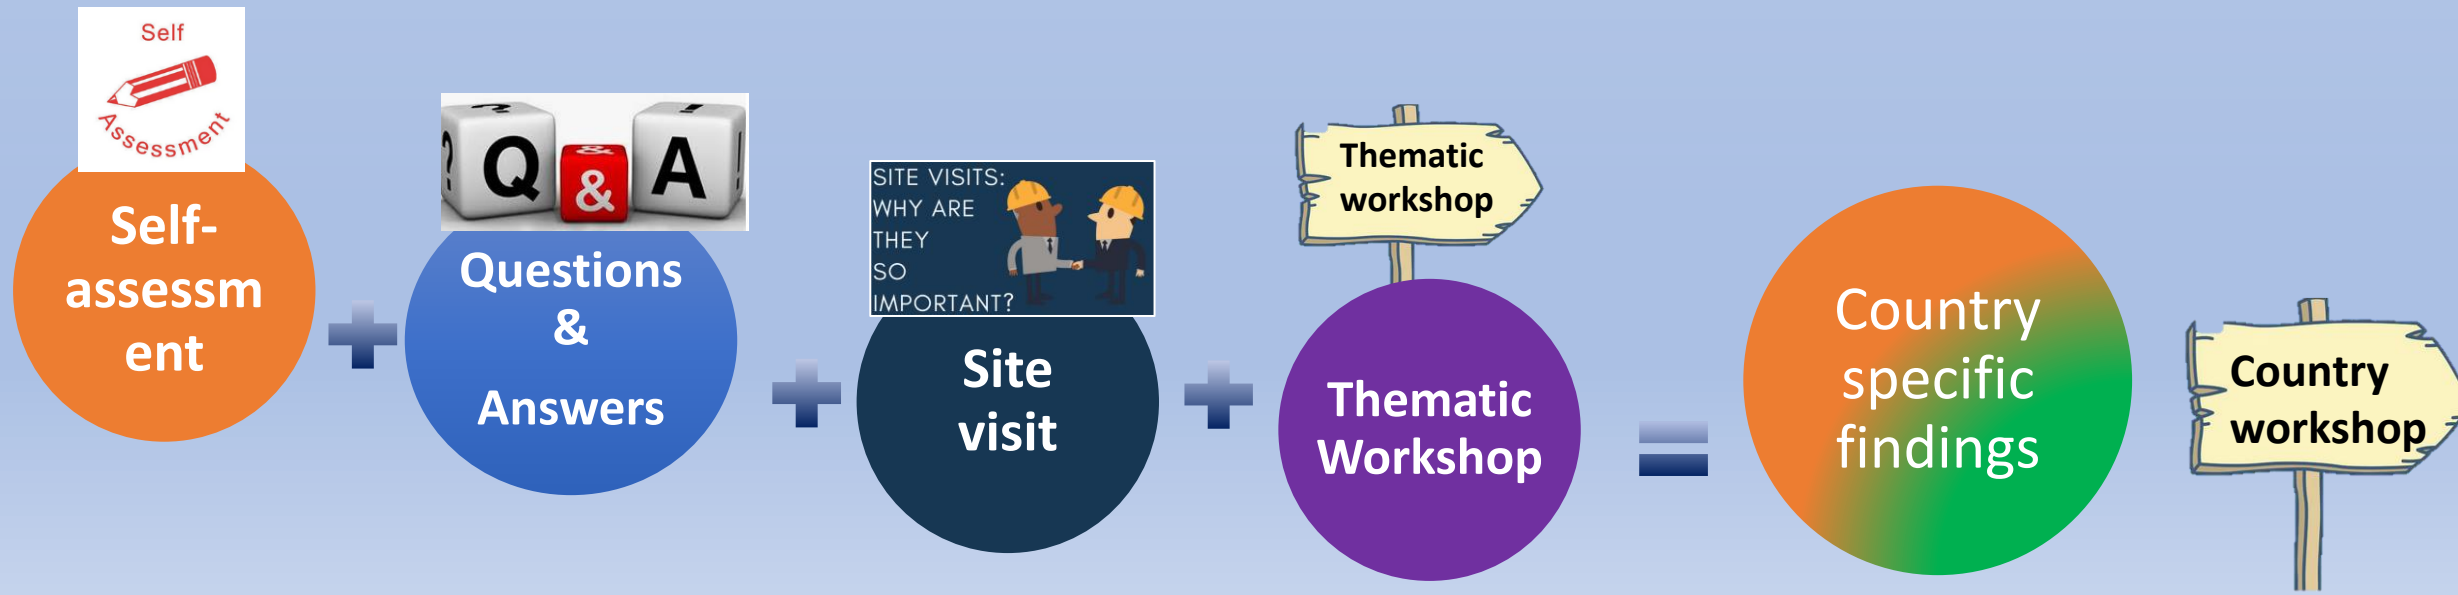 Self
Assessment
Self-
assessm
ent
? ! 
? Q & A !
&
Questions
&
Answers
SITE VISITS:
WHY ARE
THEY
SO
IMPORTANT?
Site
visit
Thematic
workshop
Thematic
Workshop
Country
specific
findings
Country
workshop